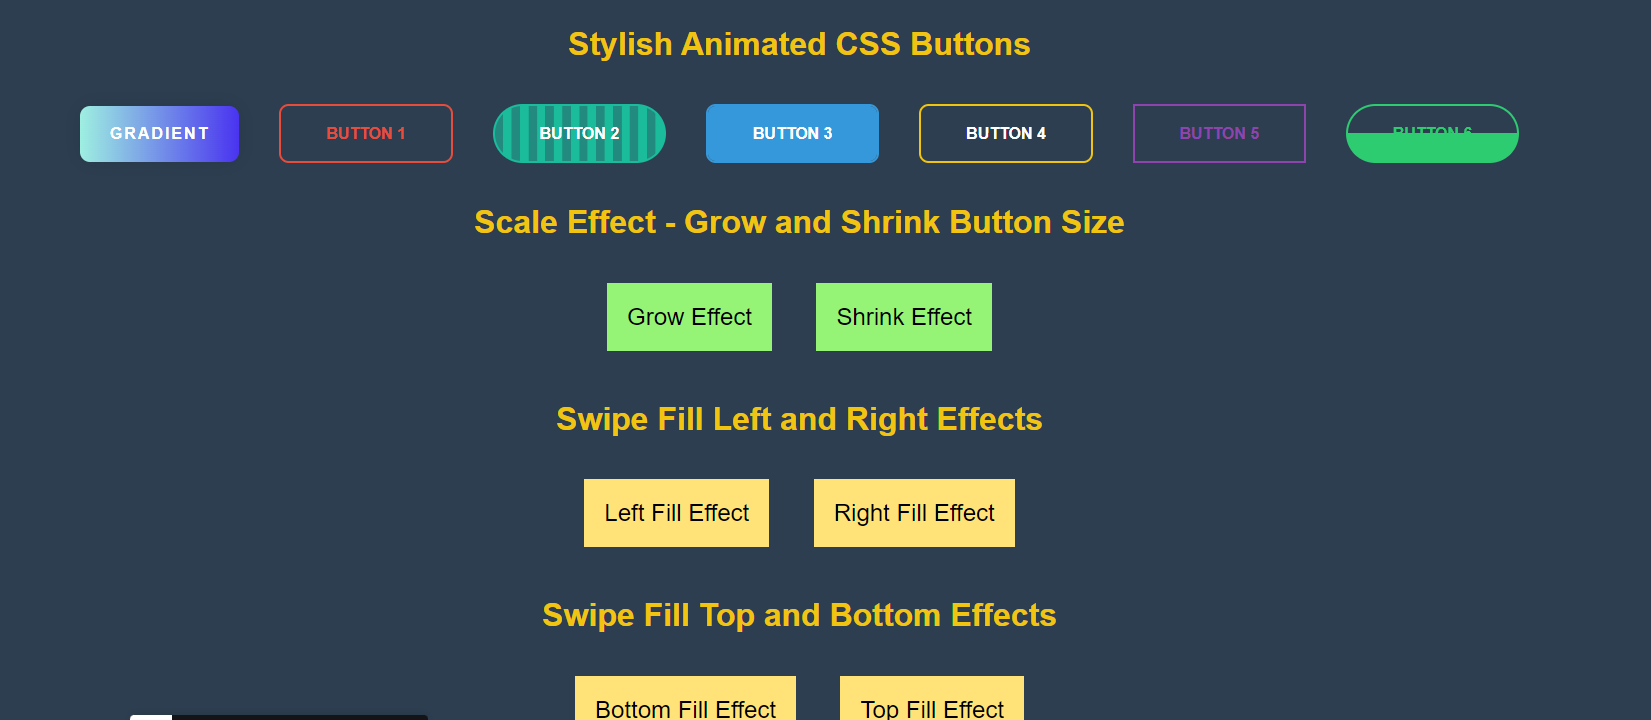 Stylish Animated CSS Buttons
GRADIENT
BUTTON 1
BUTTON 2
BUTTON 3
BUTTON 4
BUTTON 5
BUTTON 6
Scale Effect - Grow and Shrink Button Size
Grow Effect
Shrink Effect
Swipe Fill Left and Right Effects
Left Fill Effect
Right Fill Effect
Swipe Fill Top and Bottom Effects
Bottom Fill Effect
Top Fill Effect